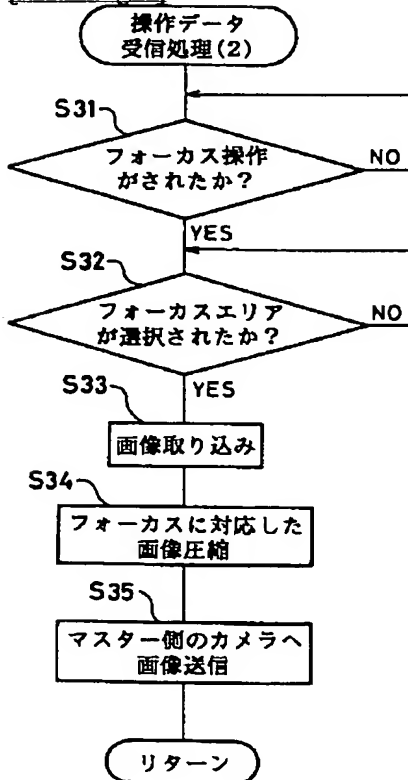 操作データ
受信処理(2)
S31
フォーカス操作
がされたか?
NO
YES
S32
フォーカスエリア
が選択されたか?
NO
YES
S33
画像取り込み
S34
フォーカスに対応した
画像圧縮
S35
マスター側のカメラへ
画像送信
リターン